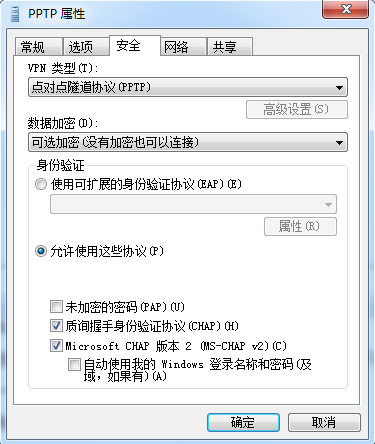 PPTP 属性
常规 选项 安全 网络 共享
VPN 类型(T):
点对点隧道协议(PPTP)
高级设置(S)
数据加密(D):
可选加密(没有加密也可以连接)
身份验证
使用可扩展的身份验证协议(EAP)(E)
属性(R)
允许使用这些协议(P)
未加密的密码(PAP)(U)
质询握手身份验证协议(CHAP)(H)
Microsoft CHAP 版本 2 (MS-CHAP v2)(C)
自动使用我的 Windows 登录名称和密码(及
域，如果有)(A)
确定 取消